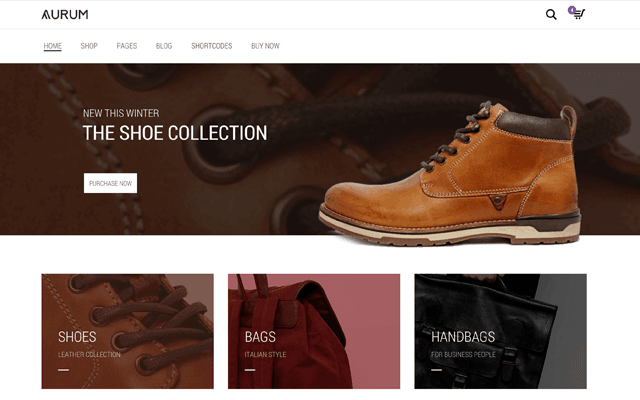 AURUM
4
HOME SHOP PAGES BLOG SHORTCODES BUY NOW
NEW THIS WINTER
THE SHOE COLLECTION
PURCHASE NOW
SHOES
LEATHER COLLECTION
BAGS
ITALIAN STYLE
HANDBAGS
FOR BUSINESS PEOPLE